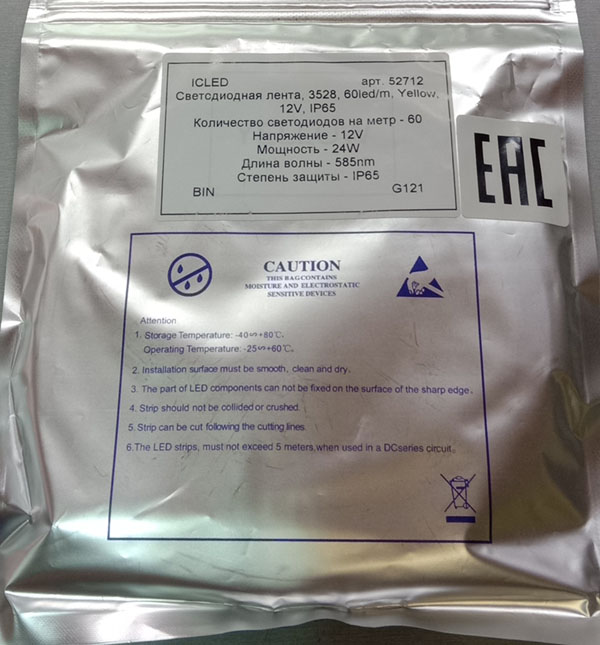 ICLED арт. 52712
Светодиодная лента, 3528, 60led/m, Yellow,
12V, IP65
Количество светодиодов на метр - 60
Напряжение - 12V
Мощность - 24W
Длина волны - 585nm
Степень защиты - IP65
BIN G121
EAC
CAUTION
THIS BAG CONTAINS
MOISTURE AND ELECTROSTATIC
SENSITIVE DEVICES
Attention
1. Storage Temperature: -40∽+80℃.
Operating Temperature: -25∽+60℃.
2. Installation surface must be smooth, clean and dry.
3. The part of LED components can not be fixed on the surface of the sharp edge.
4. Strip should not be collided or crushed.
5. Strip can be cut following the cutting lines.
6.The LED strips, must not exceed 5 meters,when used in a DCseries circuit。